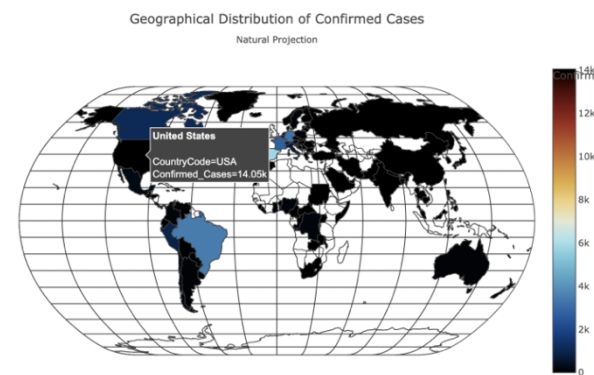 Geographical Distribution of Confirmed Cases
Natural Projection
United States
CountryCode=USA
Confirmed_Cases=14.05k
14k
Confirm
12k
10k
8k
6k
4k
2k
0